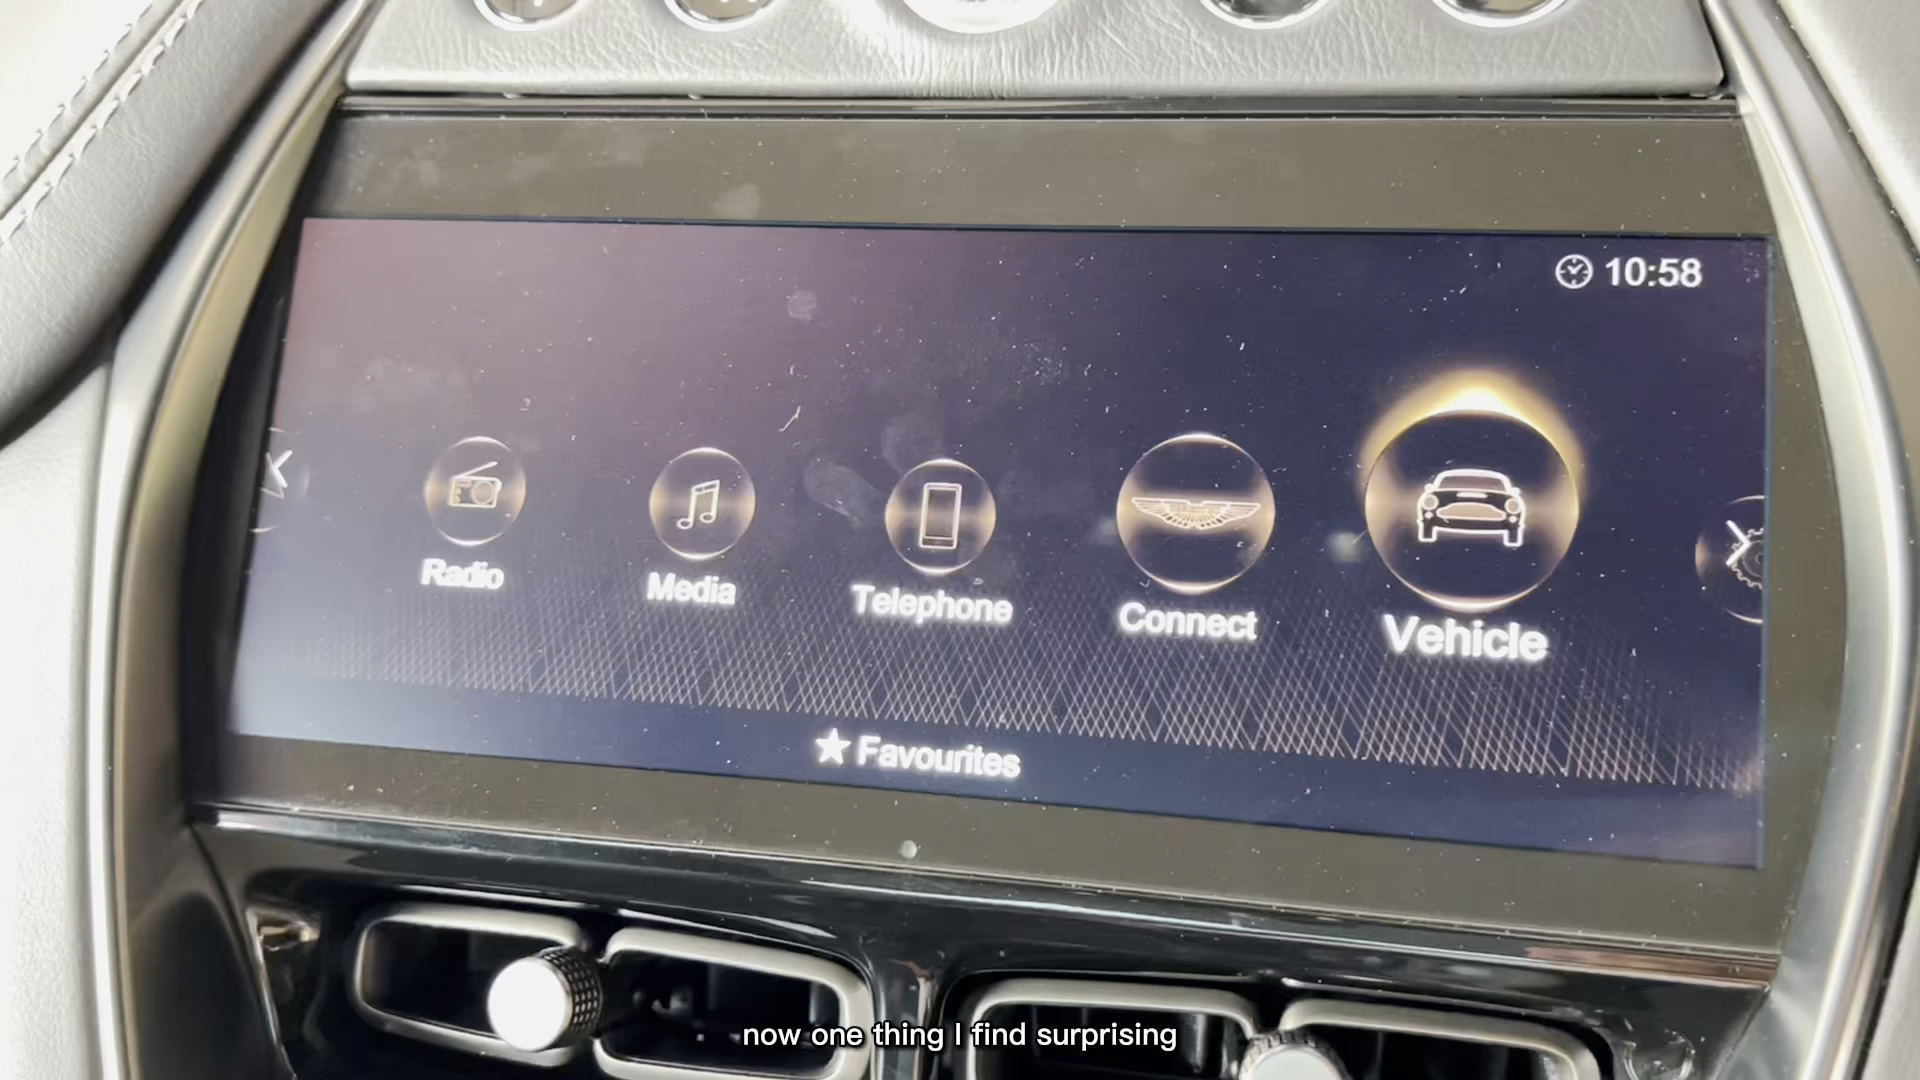 10:58
Radio
Media
Telephone
Connect
Vehicle
★ Favourites
now one thing I find surprising